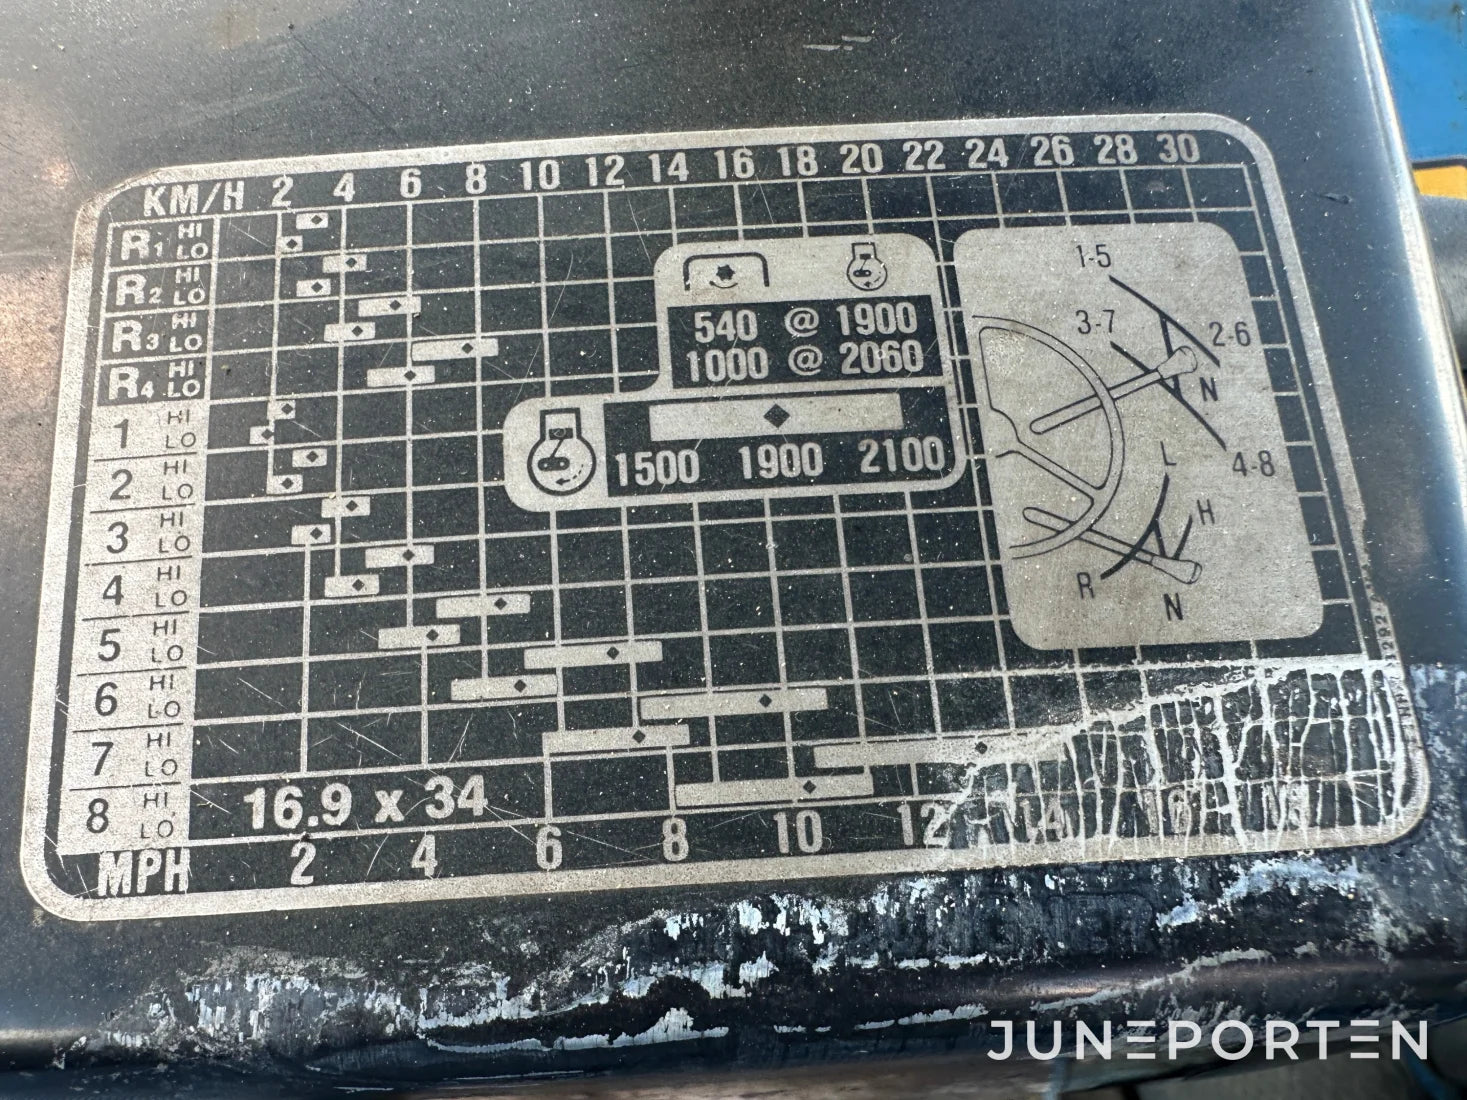 KM/H 2 4 6 8 10 12 14 16 18 20 22 24 26 28 30
R1 HI LO
R2 HI LO
R3 HI LO
R4 HI LO
1 HI LO
2 HI LO
3 HI LO
4 HI LO
5 HI LO
6 HI LO
7 HI LO
8 HI LO
540 @ 1900
1000 @ 2060
1500 1900 2100
1-5
3-7
2-6
N
4-8
L
H
R
N
16.9 x 34
MPH 2 4 6 8 10 12 14 16
JUNEPORTEN